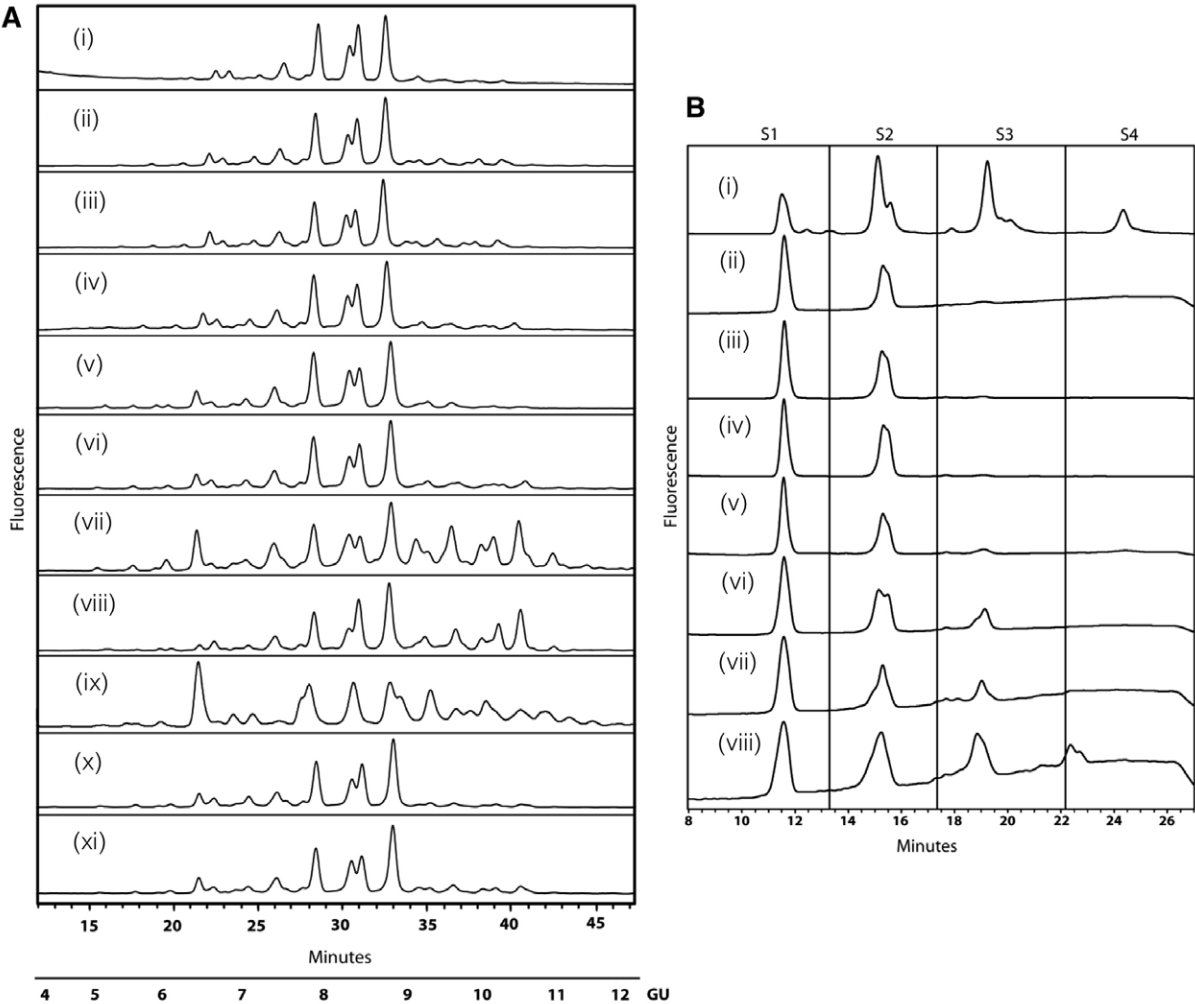 A
(i)
(ii)
(iii)
(iv)
(v)
(vi)
(vii)
(viii)
(ix)
(x)
(xi)
Fluorescence
15 20 25 30 35 40 45
Minutes
4 5 6 7 8 9 10 11 12 GU
B
S1 S2 S3 S4
(i)
(ii)
(iii)
(iv)
(v)
(vi)
(vii)
(viii)
Fluorescence
8 10 12 14 16 18 20 22 24 26
Minutes